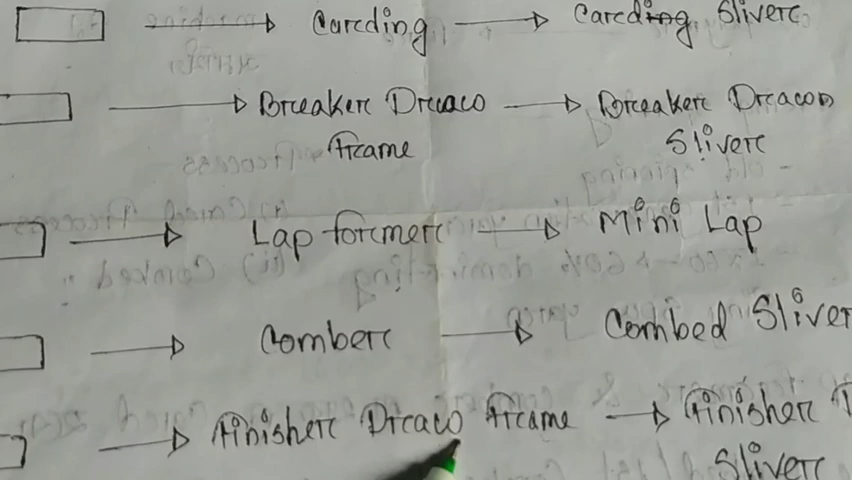 Carding → Carding Sliver
Breaker Draw → Breaker Draw
Frame Sliver
Lap former → Mini Lap
Comber → Combed Sliver
Finisher Draw Frame → Finisher
Sliver